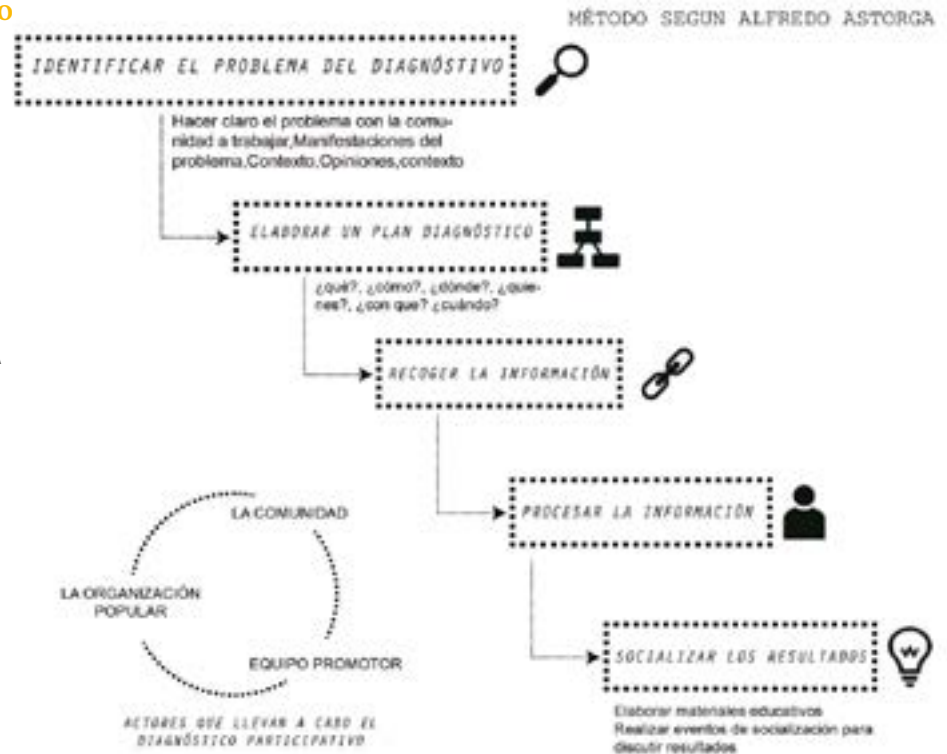 O
MÉTODO SEGUN ALFREDO ASTORGA
IDENTIFICAR EL PROBLEMA DEL DIAGNÓSTIVO
Hacer claro el problema con la comu-
nidad a trabajar,Manifestaciones del
problema,Contexto,Opiniones,contexto
ELABORAR UN PLAN DIAGNÓSTICO
¿qué?, ¿cómo?, ¿dónde?, ¿quie-
nes?, ¿con que? ¿cuándo?
RECOGER LA INFORMACIÓN
PROCESAR LA INFORMACIÓN
SOCIALIZAR LOS RESULTADOS
Elaborar materiales educativos
Realizar eventos de socialización para
discutir resultados
LA COMUNIDAD
LA ORGANIZACIÓN
POPULAR
EQUIPO PROMOTOR
ACTORES QUE LLEVAN A CABO EL
DIAGNÓSTICO PARTICIPATIVO